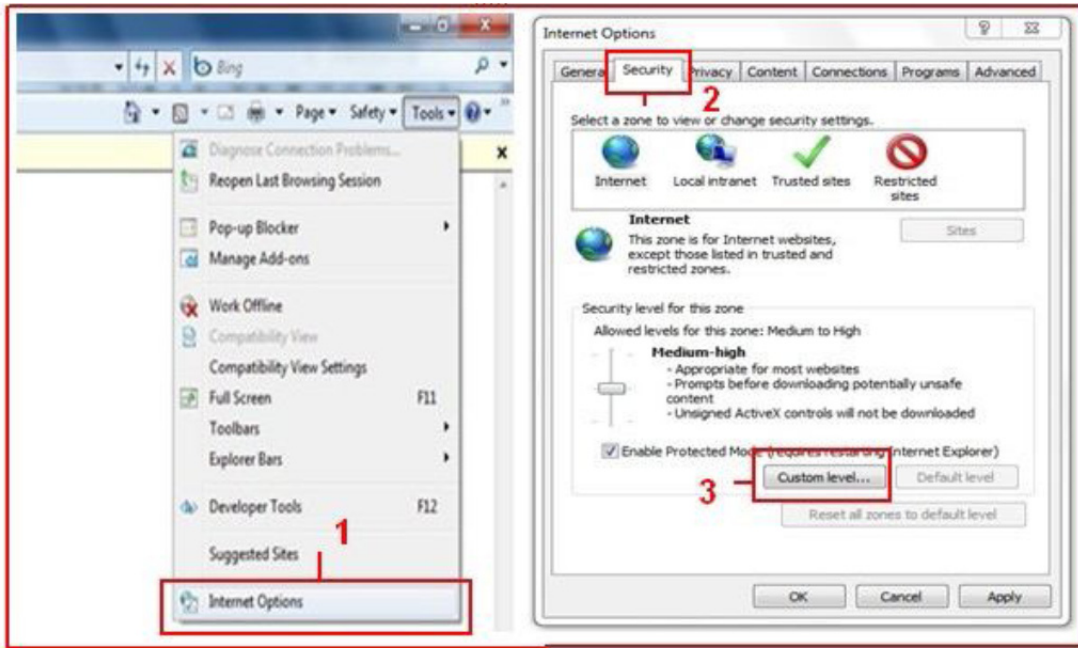 Bing
Page Safety Tools
Diagnose Connection Problems...
Reopen Last Browsing Session
Pop-up Blocker
Manage Add-ons
Work Offline
Compatibility View
Compatibility View Settings
Full Screen F11
Toolbars
Explorer Bars
Developer Tools F12
1
Suggested Sites
Internet Options
Internet Options
General Security Privacy Content Connections Programs Advanced
2
Select a zone to view or change security settings.
Internet Local intranet Trusted sites Restricted
sites
Internet
Sites
This zone is for Internet websites,
except those listed in trusted and
restricted zones.
Security level for this zone
Allowed levels for this zone: Medium to High
Medium-high
- Appropriate for most websites
- Prompts before downloading potentially unsafe
content
- Unsigned ActiveX controls will not be downloaded
Enable Protected Mode (requires restarting Internet Explorer)
3 Custom level... Default level
Reset all zones to default level
OK Cancel Apply